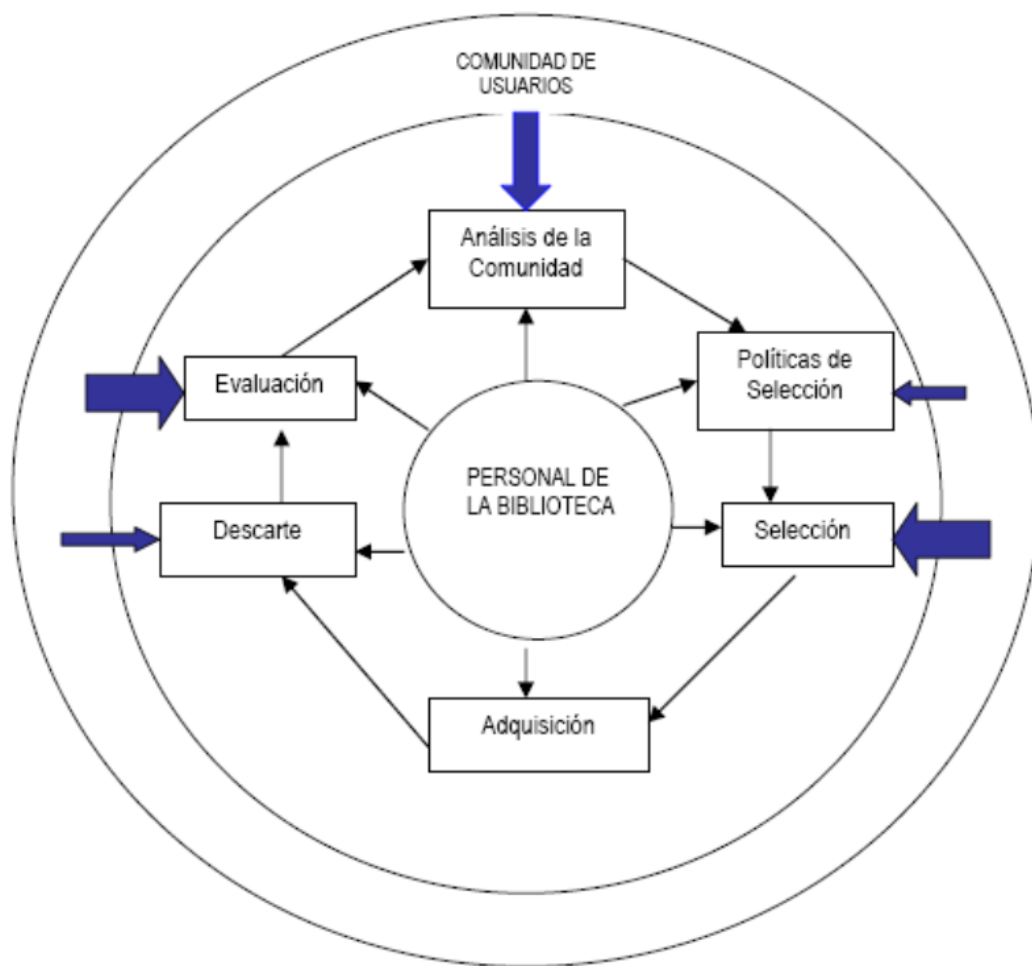 COMUNIDAD DE
USUARIOS
Análisis de la
Comunidad
Políticas de
Selección
Evaluación
PERSONAL DE
LA BIBLIOTECA
Selección
Descarte
Adquisición